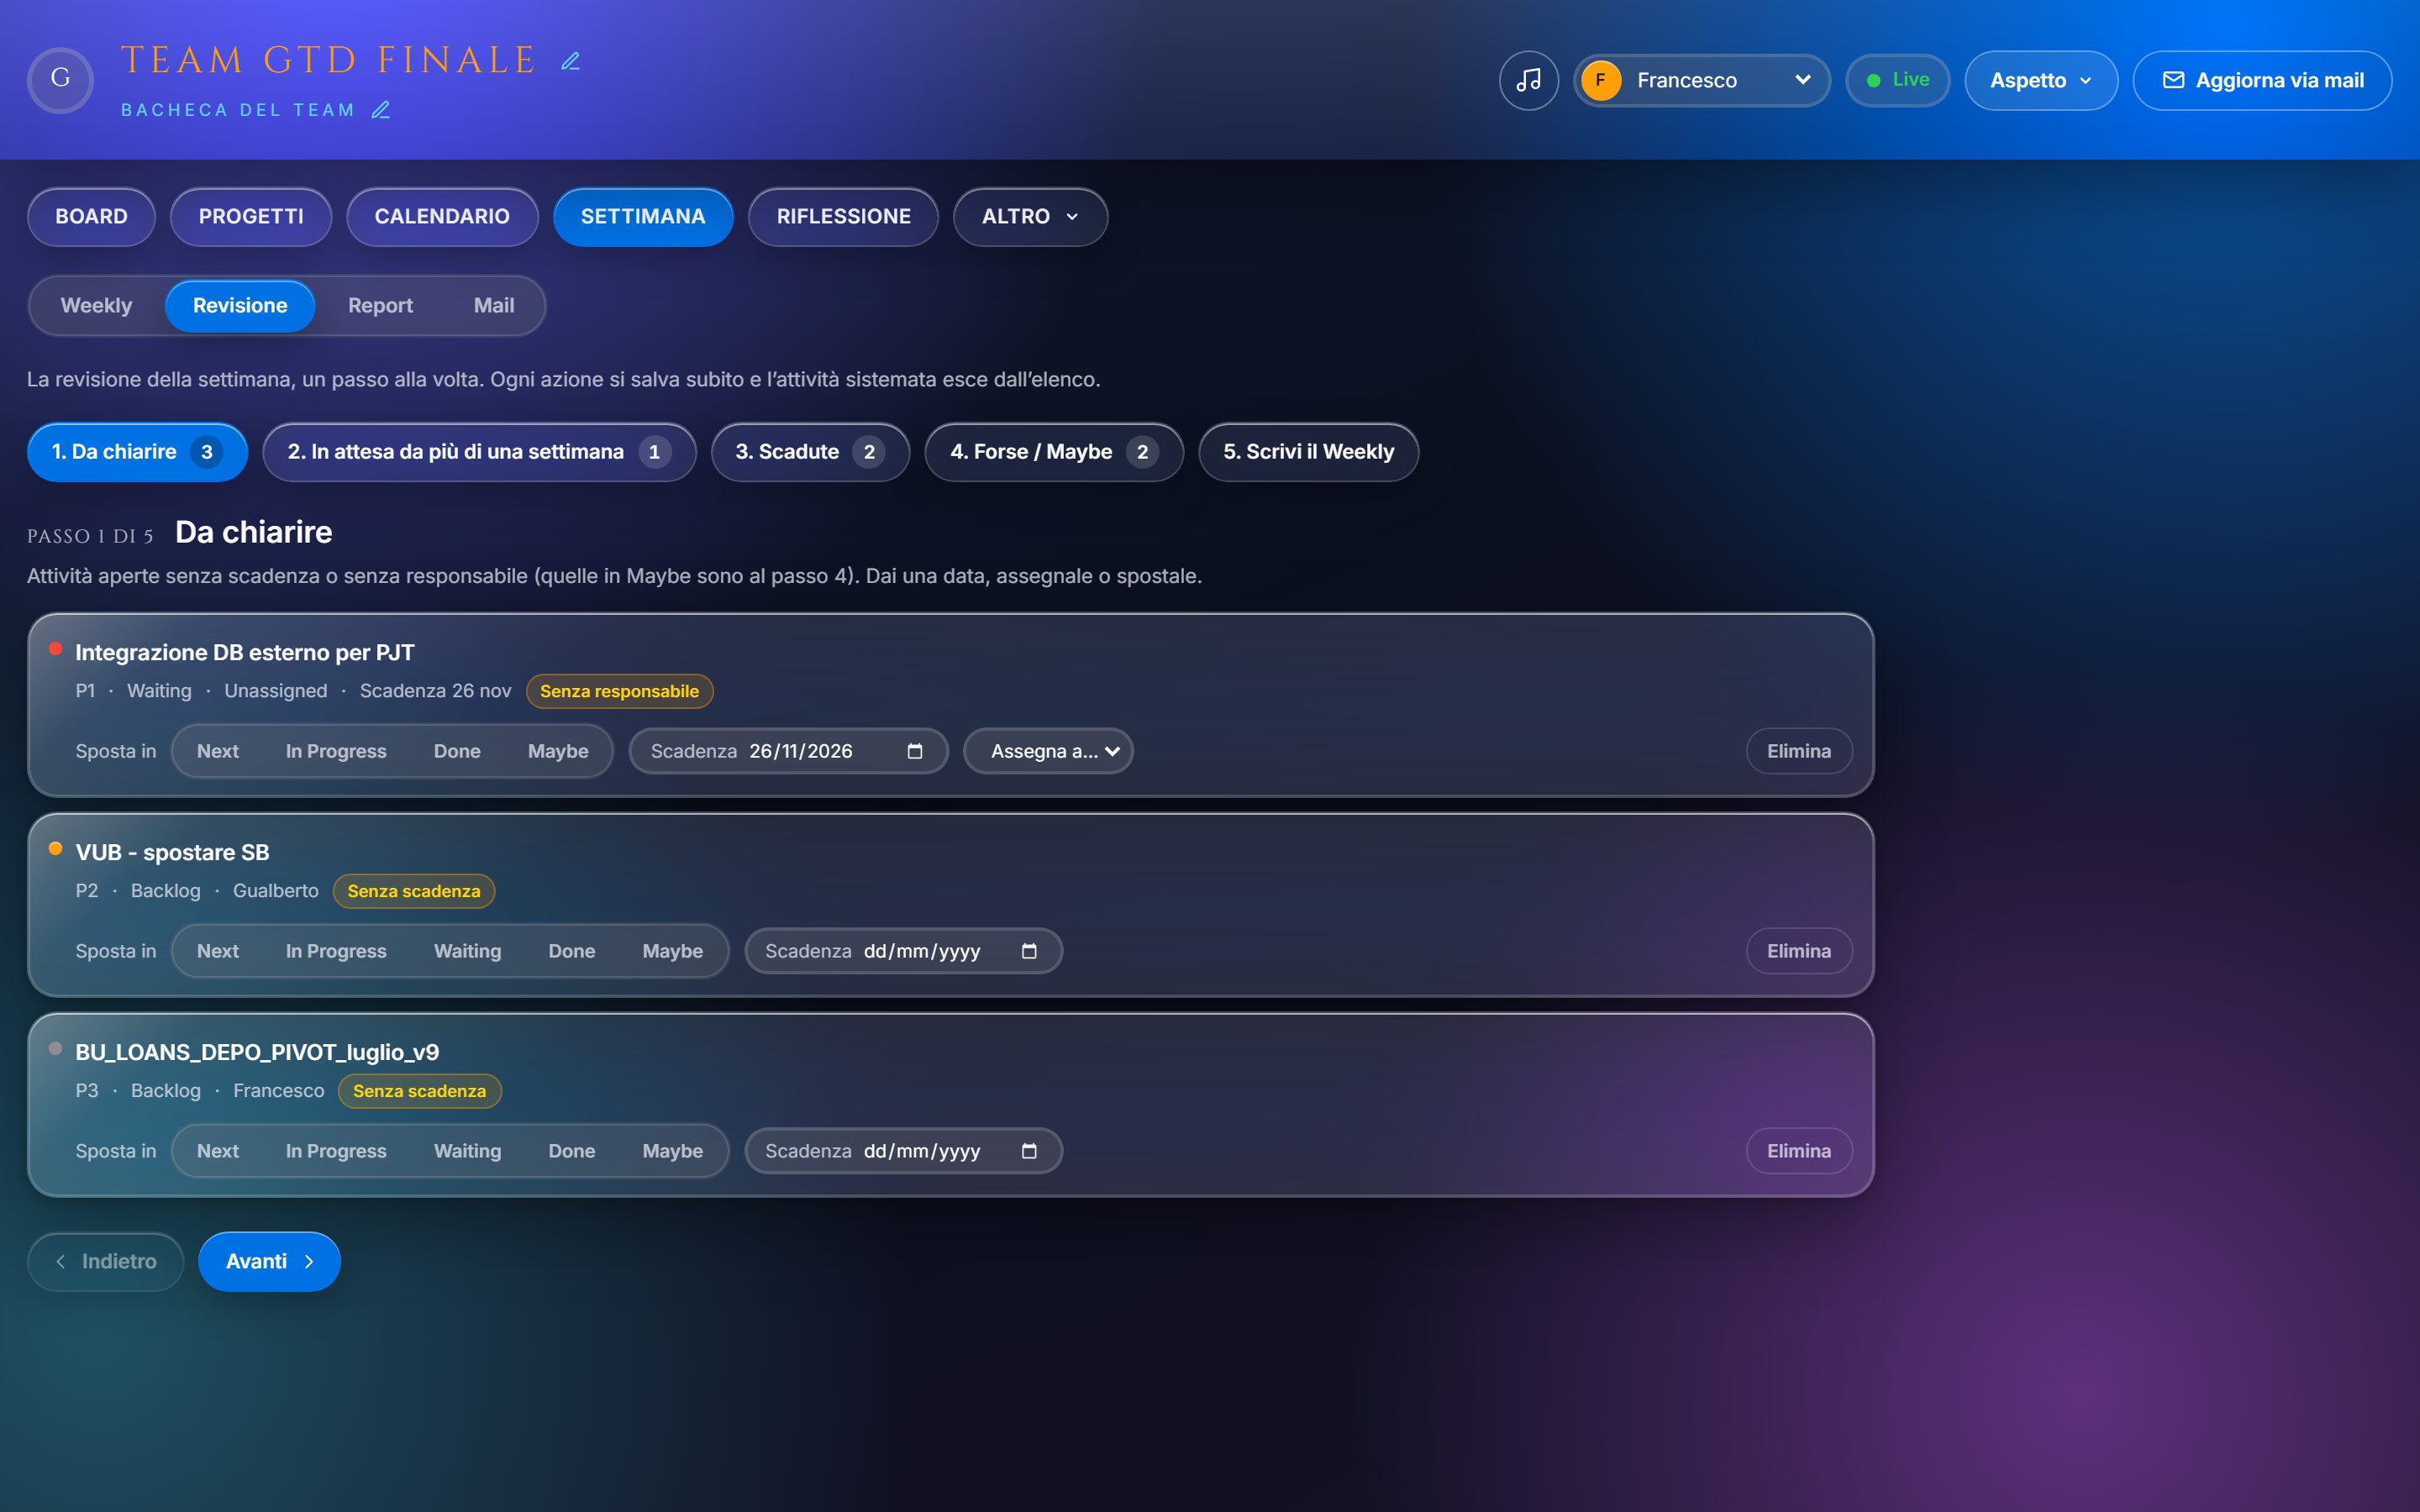 G
TEAM GTD FINALE
BACHECA DEL TEAM
F Francesco
Live
Aspetto
Aggiorna via mail
BOARD PROGETTI CALENDARIO SETTIMANA RIFLESSIONE ALTRO
Weekly Revisione Report Mail
La revisione della settimana, un passo alla volta. Ogni azione si salva subito e l’attività sistemata esce dall’elenco.
1. Da chiarire 3 2. In attesa da più di una settimana 1 3. Scadute 2 4. Forse / Maybe 2 5. Scrivi il Weekly
PASSO 1 DI 5 Da chiarire
Attività aperte senza scadenza o senza responsabile (quelle in Maybe sono al passo 4). Dai una data, assegnale o spostale.
Integrazione DB esterno per PJT
P1 · Waiting · Unassigned · Scadenza 26 nov Senza responsabile
Sposta in Next In Progress Done Maybe Scadenza 26/11/2026 Assegna a... Elimina
VUB - spostare SB
P2 · Backlog · Gualberto Senza scadenza
Sposta in Next In Progress Waiting Done Maybe Scadenza dd/mm/yyyy Elimina
BU_LOANS_DEPO_PIVOT_luglio_v9
P3 · Backlog · Francesco Senza scadenza
Sposta in Next In Progress Waiting Done Maybe Scadenza dd/mm/yyyy Elimina
Indietro Avanti